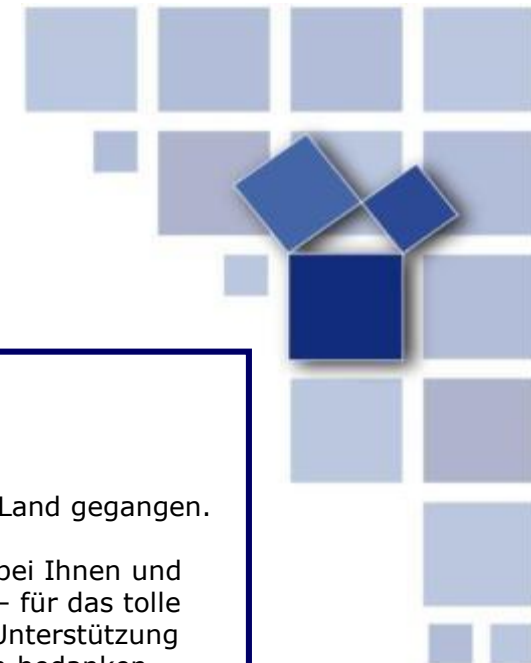 Land gegangen.
bei Ihnen und
– für das tolle
Unterstützung